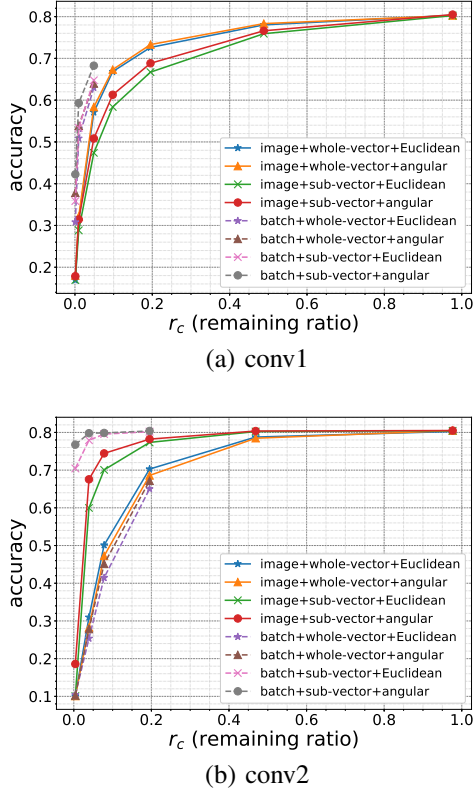 0.8
0.7
0.6
0.5
0.4
0.3
0.2
accuracy
image+whole-vector+Euclidean
image+whole-vector+angular
image+sub-vector+Euclidean
image+sub-vector+angular
batch+whole-vector+Euclidean
batch+whole-vector+angular
batch+sub-vector+Euclidean
batch+sub-vector+angular
0.0 0.2 0.4 0.6 0.8 1.0
r_c (remaining ratio)
(a) conv1
0.8
0.7
0.6
0.5
0.4
0.3
0.2
0.1
accuracy
image+whole-vector+Euclidean
image+whole-vector+angular
image+sub-vector+Euclidean
image+sub-vector+angular
batch+whole-vector+Euclidean
batch+whole-vector+angular
batch+sub-vector+Euclidean
batch+sub-vector+angular
0.0 0.2 0.4 0.6 0.8 1.0
r_c (remaining ratio)
(b) conv2